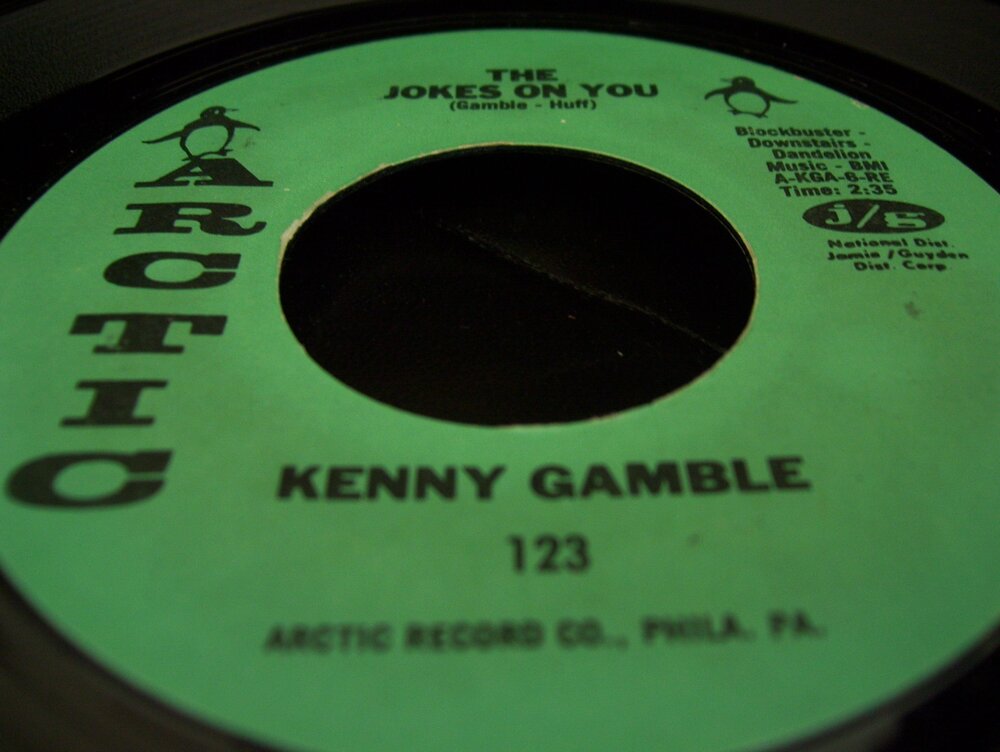 THE
JOKES ON YOU
(Gamble - Huff)
ARCTIC
Blockbuster -
Downstairs -
Dandelion
Music - BMI
A-KGA-6-RE
Time: 2:35
j/g
National Dist.
Jamie/Guyden
Dist. Corp.
KENNY GAMBLE
123
ARCTIC RECORD CO., PHILA. PA.